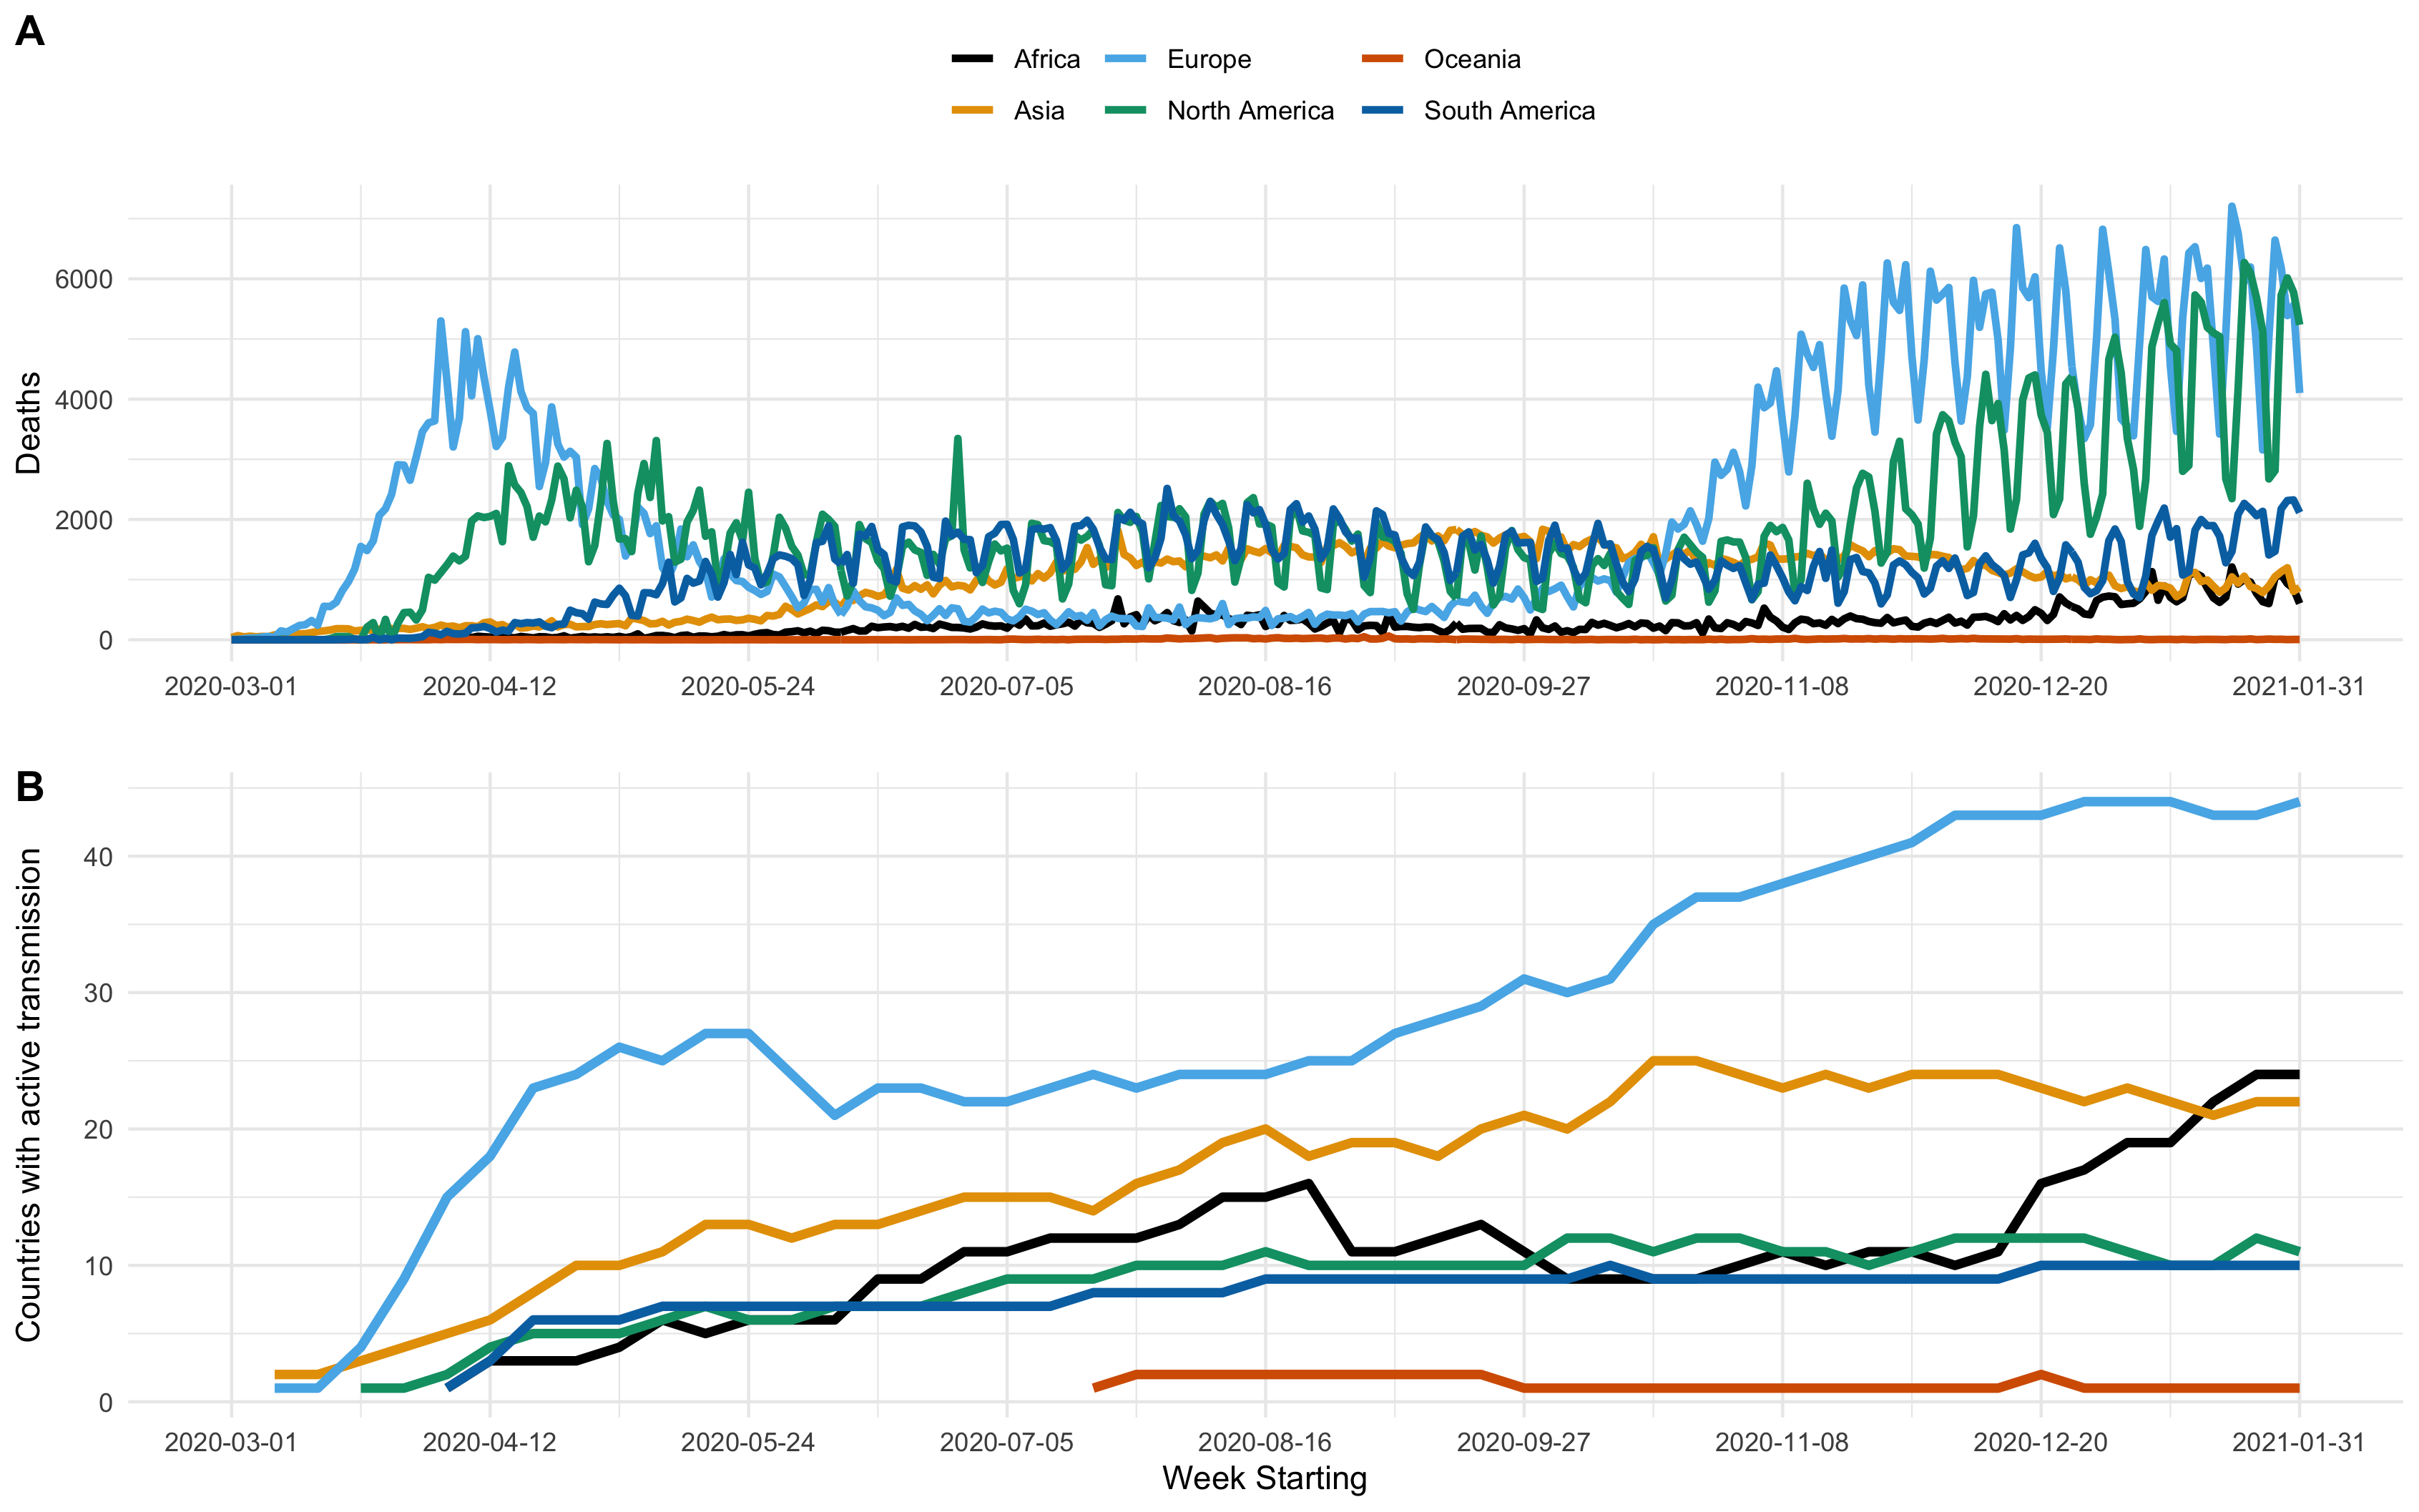 A
Africa Europe Oceania
Asia North America South America
Deaths
6000
4000
2000
0
2020-03-01 2020-04-12 2020-05-24 2020-07-05 2020-08-16 2020-09-27 2020-11-08 2020-12-20 2021-01-31
B
Countries with active transmission
40
30
20
10
0
2020-03-01 2020-04-12 2020-05-24 2020-07-05 2020-08-16 2020-09-27 2020-11-08 2020-12-20 2021-01-31
Week Starting